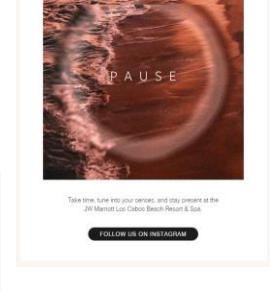 PAUSE
Take time, tune into your senses, and stay present at the
JW Marriott Los Cabos Beach Resort & Spa.
FOLLOW US ON INSTAGRAM